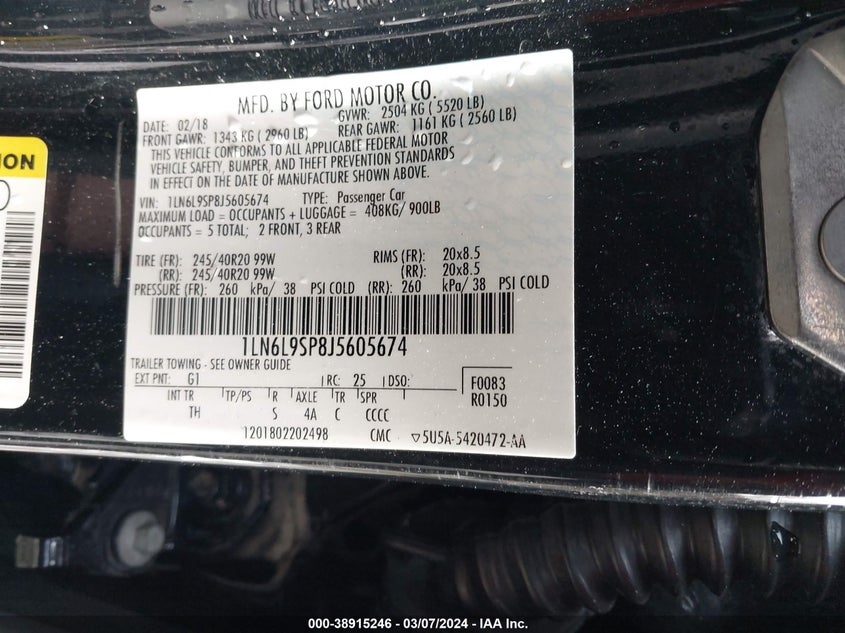 MFD. BY FORD MOTOR CO.
DATE: 02/18
GVWR: 2504 KG ( 5520 LB)
FRONT GAWR: 1343 KG ( 2960 LB)
REAR GAWR: 1161 KG ( 2560 LB)
THIS VEHICLE CONFORMS TO ALL APPLICABLE FEDERAL MOTOR
VEHICLE SAFETY, BUMPER, AND THEFT PREVENTION STANDARDS
IN EFFECT ON THE DATE OF MANUFACTURE SHOWN ABOVE.
VIN: 1LN6L9SP8J5605674 TYPE: Passenger Car
MAXIMUM LOAD = OCCUPANTS + LUGGAGE = 408KG/ 900LB
OCCUPANTS = 5 TOTAL; 2 FRONT, 3 REAR
TIRE (FR): 245/40R20 99W RIMS (FR): 20x8.5
(RR): 245/40R20 99W (RR): 20x8.5
PRESSURE (FR): 260 kPa/ 38 PSI COLD (RR): 260 kPa/ 38 PSI COLD
1LN6L9SP8J5605674
TRAILER TOWING - SEE OWNER GUIDE
EXT PNT: G1 RC: 25 DSO: F0083
INT TR TP/PS R AXLE TR SPR R0150
TH S 4A C CCCC
1201802202498 CMC 5U5A-5420472-AA
000-38915246 - 03/07/2024 - IAA Inc.